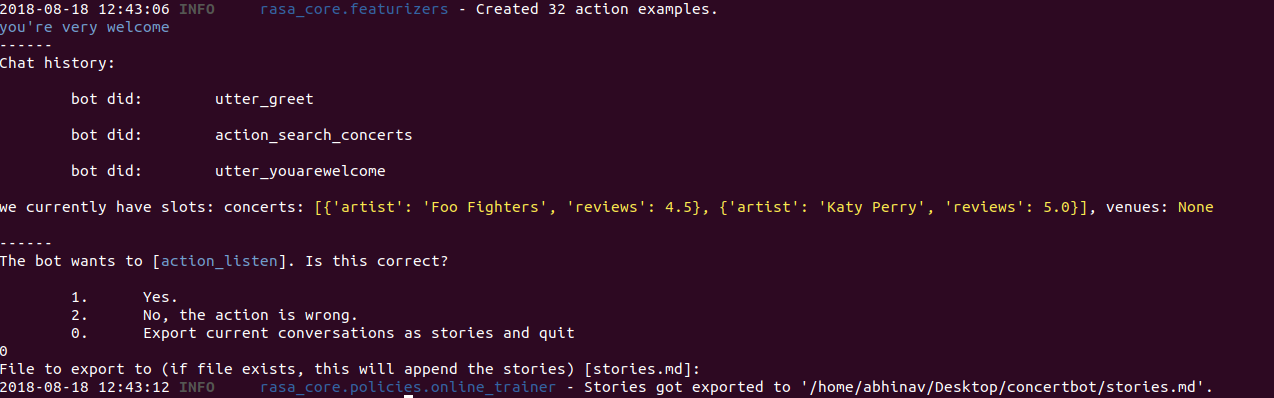 2018-08-18 12:43:06 INFO     rasa_core.featurizers - Created 32 action examples.
you're very welcome
------
Chat history:
bot did:        utter_greet
bot did:        action_search_concerts
bot did:        utter_youarewelcome
we currently have slots: concerts: [{'artist': 'Foo Fighters', 'reviews': 4.5}, {'artist': 'Katy Perry', 'reviews': 5.0}], venues: None
------
The bot wants to [action_listen]. Is this correct?
1.      Yes.
2.      No, the action is wrong.
0.      Export current conversations as stories and quit
0
File to export to (if file exists, this will append the stories) [stories.md]:
2018-08-18 12:43:12 INFO     rasa_core.policies.online_trainer - Stories got exported to '/home/abhinav/Desktop/concertbot/stories.md'.